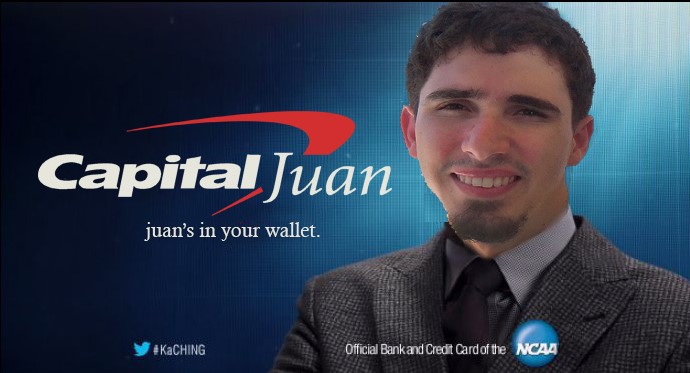 Capital Juan
juan's in your wallet.
#KaCHING
Official Bank and Credit Card of the NCAA